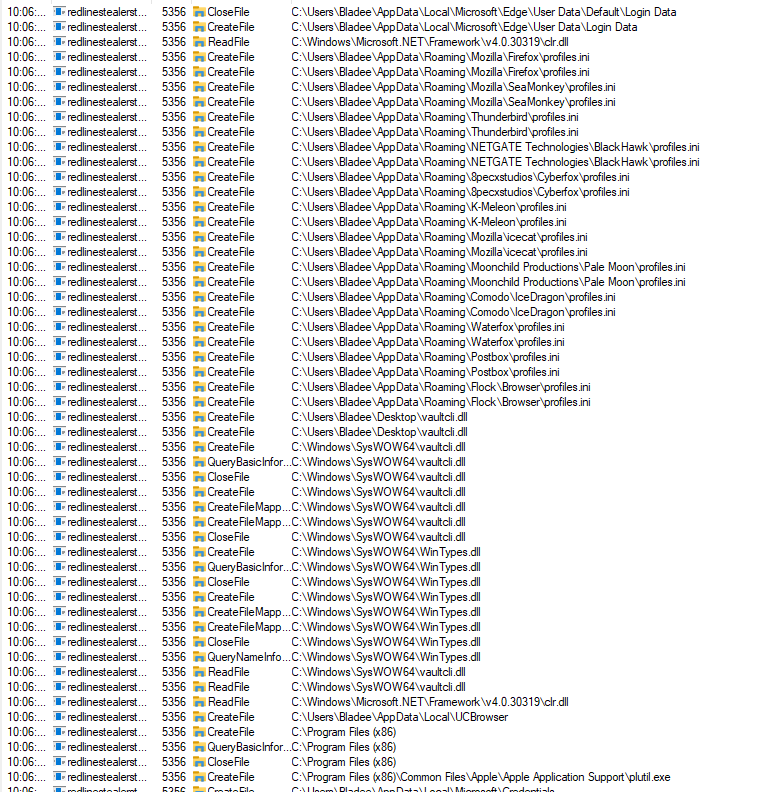 10:06:... redlinestealerst... 5356 CloseFile C:\Users\Bladee\AppData\Local\Microsoft\Edge\User Data\Default\Login Data
10:06:... redlinestealerst... 5356 CreateFile C:\Users\Bladee\AppData\Local\Microsoft\Edge\User Data\Login Data
10:06:... redlinestealerst... 5356 ReadFile C:\Windows\Microsoft.NET\Framework\v4.0.30319\clr.dll
10:06:... redlinestealerst... 5356 CreateFile C:\Users\Bladee\AppData\Roaming\Mozilla\Firefox\profiles.ini
10:06:... redlinestealerst... 5356 CreateFile C:\Users\Bladee\AppData\Roaming\Mozilla\Firefox\profiles.ini
10:06:... redlinestealerst... 5356 CreateFile C:\Users\Bladee\AppData\Roaming\Mozilla\SeaMonkey\profiles.ini
10:06:... redlinestealerst... 5356 CreateFile C:\Users\Bladee\AppData\Roaming\Mozilla\SeaMonkey\profiles.ini
10:06:... redlinestealerst... 5356 CreateFile C:\Users\Bladee\AppData\Roaming\Thunderbird\profiles.ini
10:06:... redlinestealerst... 5356 CreateFile C:\Users\Bladee\AppData\Roaming\Thunderbird\profiles.ini
10:06:... redlinestealerst... 5356 CreateFile C:\Users\Bladee\AppData\Roaming\NETGATE Technologies\BlackHawk\profiles.ini
10:06:... redlinestealerst... 5356 CreateFile C:\Users\Bladee\AppData\Roaming\NETGATE Technologies\BlackHawk\profiles.ini
10:06:... redlinestealerst... 5356 CreateFile C:\Users\Bladee\AppData\Roaming\8pecxstudios\Cyberfox\profiles.ini
10:06:... redlinestealerst... 5356 CreateFile C:\Users\Bladee\AppData\Roaming\8pecxstudios\Cyberfox\profiles.ini
10:06:... redlinestealerst... 5356 CreateFile C:\Users\Bladee\AppData\Roaming\K-Meleon\profiles.ini
10:06:... redlinestealerst... 5356 CreateFile C:\Users\Bladee\AppData\Roaming\K-Meleon\profiles.ini
10:06:... redlinestealerst... 5356 CreateFile C:\Users\Bladee\AppData\Roaming\Mozilla\icecat\profiles.ini
10:06:... redlinestealerst... 5356 CreateFile C:\Users\Bladee\AppData\Roaming\Mozilla\icecat\profiles.ini
10:06:... redlinestealerst... 5356 CreateFile C:\Users\Bladee\AppData\Roaming\Moonchild Productions\Pale Moon\profiles.ini
10:06:... redlinestealerst... 5356 CreateFile C:\Users\Bladee\AppData\Roaming\Moonchild Productions\Pale Moon\profiles.ini
10:06:... redlinestealerst... 5356 CreateFile C:\Users\Bladee\AppData\Roaming\Comodo\IceDragon\profiles.ini
10:06:... redlinestealerst... 5356 CreateFile C:\Users\Bladee\AppData\Roaming\Comodo\IceDragon\profiles.ini
10:06:... redlinestealerst... 5356 CreateFile C:\Users\Bladee\AppData\Roaming\Waterfox\profiles.ini
10:06:... redlinestealerst... 5356 CreateFile C:\Users\Bladee\AppData\Roaming\Waterfox\profiles.ini
10:06:... redlinestealerst... 5356 CreateFile C:\Users\Bladee\AppData\Roaming\Postbox\profiles.ini
10:06:... redlinestealerst... 5356 CreateFile C:\Users\Bladee\AppData\Roaming\Postbox\profiles.ini
10:06:... redlinestealerst... 5356 CreateFile C:\Users\Bladee\AppData\Roaming\Flock\Browser\profiles.ini
10:06:... redlinestealerst... 5356 CreateFile C:\Users\Bladee\AppData\Roaming\Flock\Browser\profiles.ini
10:06:... redlinestealerst... 5356 CreateFile C:\Users\Bladee\Desktop\vaultcli.dll
10:06:... redlinestealerst... 5356 CreateFile C:\Users\Bladee\Desktop\vaultcli.dll
10:06:... redlinestealerst... 5356 CreateFile C:\Windows\SysWOW64\vaultcli.dll
10:06:... redlinestealerst... 5356 QueryBasicInfor... C:\Windows\SysWOW64\vaultcli.dll
10:06:... redlinestealerst... 5356 CloseFile C:\Windows\SysWOW64\vaultcli.dll
10:06:... redlinestealerst... 5356 CreateFile C:\Windows\SysWOW64\vaultcli.dll
10:06:... redlinestealerst... 5356 CreateFileMapp... C:\Windows\SysWOW64\vaultcli.dll
10:06:... redlinestealerst... 5356 CreateFileMapp... C:\Windows\SysWOW64\vaultcli.dll
10:06:... redlinestealerst... 5356 CloseFile C:\Windows\SysWOW64\vaultcli.dll
10:06:... redlinestealerst... 5356 CreateFile C:\Windows\SysWOW64\WinTypes.dll
10:06:... redlinestealerst... 5356 QueryBasicInfor... C:\Windows\SysWOW64\WinTypes.dll
10:06:... redlinestealerst... 5356 CloseFile C:\Windows\SysWOW64\WinTypes.dll
10:06:... redlinestealerst... 5356 CreateFile C:\Windows\SysWOW64\WinTypes.dll
10:06:... redlinestealerst... 5356 CreateFileMapp... C:\Windows\SysWOW64\WinTypes.dll
10:06:... redlinestealerst... 5356 CreateFileMapp... C:\Windows\SysWOW64\WinTypes.dll
10:06:... redlinestealerst... 5356 CloseFile C:\Windows\SysWOW64\WinTypes.dll
10:06:... redlinestealerst... 5356 QueryNameInfo... C:\Windows\SysWOW64\WinTypes.dll
10:06:... redlinestealerst... 5356 ReadFile C:\Windows\SysWOW64\vaultcli.dll
10:06:... redlinestealerst... 5356 ReadFile C:\Windows\SysWOW64\vaultcli.dll
10:06:... redlinestealerst... 5356 ReadFile C:\Windows\Microsoft.NET\Framework\v4.0.30319\clr.dll
10:06:... redlinestealerst... 5356 CreateFile C:\Users\Bladee\AppData\Local\UCBrowser
10:06:... redlinestealerst... 5356 CreateFile C:\Program Files (x86)
10:06:... redlinestealerst... 5356 QueryBasicInfor... C:\Program Files (x86)
10:06:... redlinestealerst... 5356 CloseFile C:\Program Files (x86)
10:06:... redlinestealerst... 5356 CreateFile C:\Program Files (x86)\Common Files\Apple\Apple Application Support\plutil.exe
10:06:... redlinestealerst... 5356 CreateFile C:\Users\Bladee\AppData\Local\Microsoft\Credentials